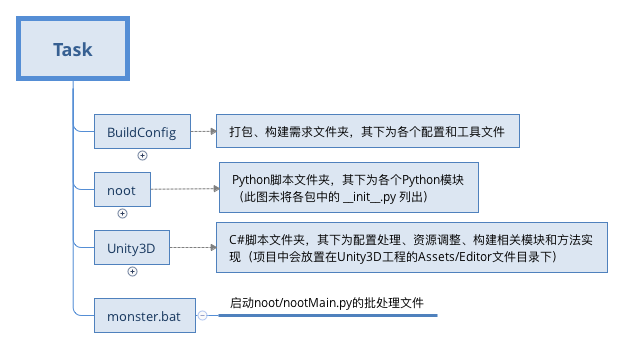 Task
BuildConfig
打包、构建需求文件夹，其下为各个配置和工具文件
noot
Python脚本文件夹，其下为各个Python模块
（此图未将各包中的 __init__.py 列出）
Unity3D
C#脚本文件夹，其下为配置处理、资源调整、构建相关模块和方法实
现（项目中会放置在Unity3D工程的Assets/Editor文件目录下）
monster.bat
启动noot/nootMain.py的批处理文件